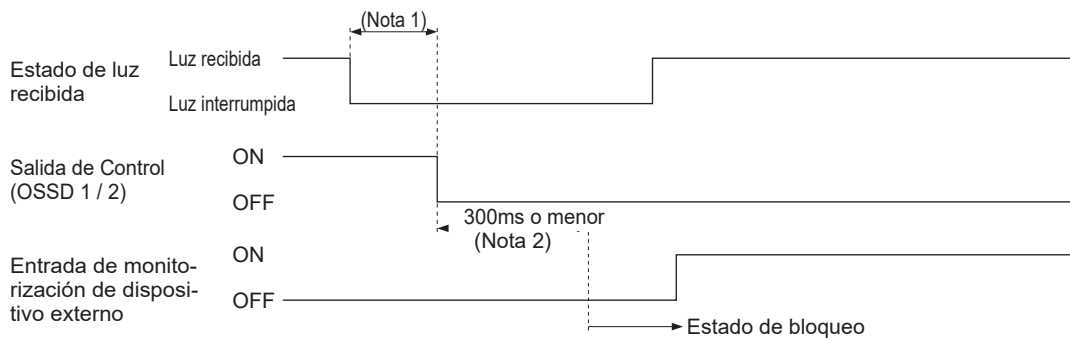 (Nota 1)
Estado de luz
recibida
Luz recibida
Luz interrumpida
Salida de Control
(OSSD 1 / 2)
ON
OFF
300ms o menor
(Nota 2)
Entrada de monito-
rización de disposi-
tivo externo
ON
OFF
Estado de bloqueo